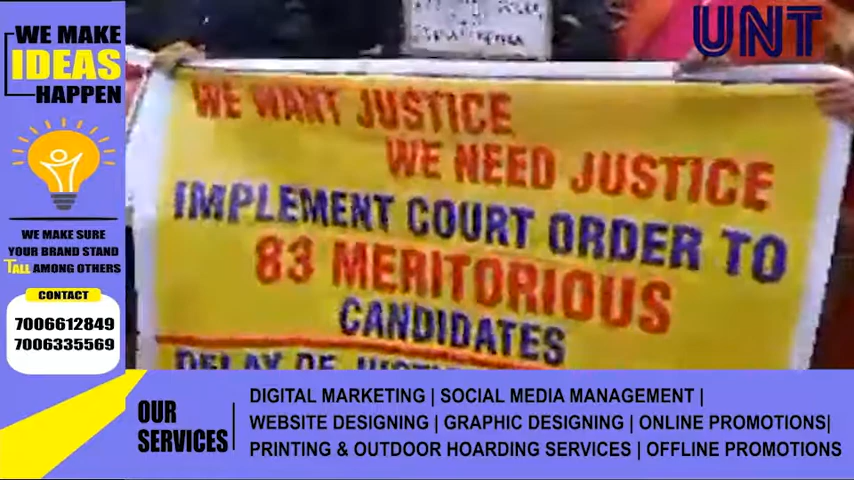 WE MAKE
IDEAS
HAPPEN
WE MAKE SURE
YOUR BRAND STAND
TALL AMONG OTHERS
CONTACT
7006612849
7006335569
UNT
WE WANT JUSTICE
WE NEED JUSTICE
IMPLEMENT COURT ORDER TO
83 MERITORIOUS
CANDIDATES
DELAY OF
OUR
SERVICES
DIGITAL MARKETING | SOCIAL MEDIA MANAGEMENT |
WEBSITE DESIGNING | GRAPHIC DESIGNING | ONLINE PROMOTIONS|
PRINTING & OUTDOOR HOARDING SERVICES | OFFLINE PROMOTIONS